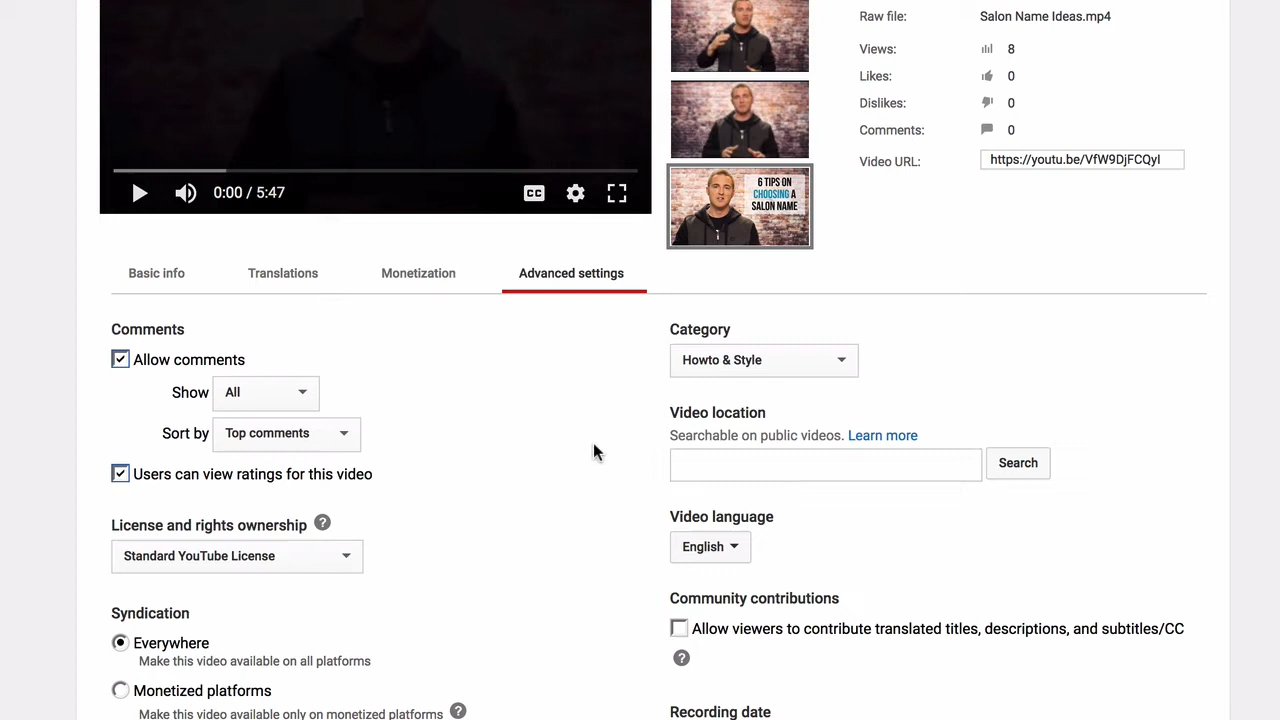 Raw file: Salon Name Ideas.mp4
Views: 8
Likes: 0
Dislikes: 0
Comments: 0
Video URL: https://youtu.be/VfW9DjFCQyI
0:00 / 5:47
CC
6 TIPS ON
CHOOSING A
SALON NAME
Basic info Translations Monetization Advanced settings
Comments
Allow comments
Show All
Sort by Top comments
Users can view ratings for this video
License and rights ownership ?
Standard YouTube License
Syndication
Everywhere
Make this video available on all platforms
Monetized platforms
Make this video available only on monetized platforms ?
Category
Howto & Style
Video location
Searchable on public videos. Learn more
Search
Video language
English
Community contributions
Allow viewers to contribute translated titles, descriptions, and subtitles/CC
?
Recording date